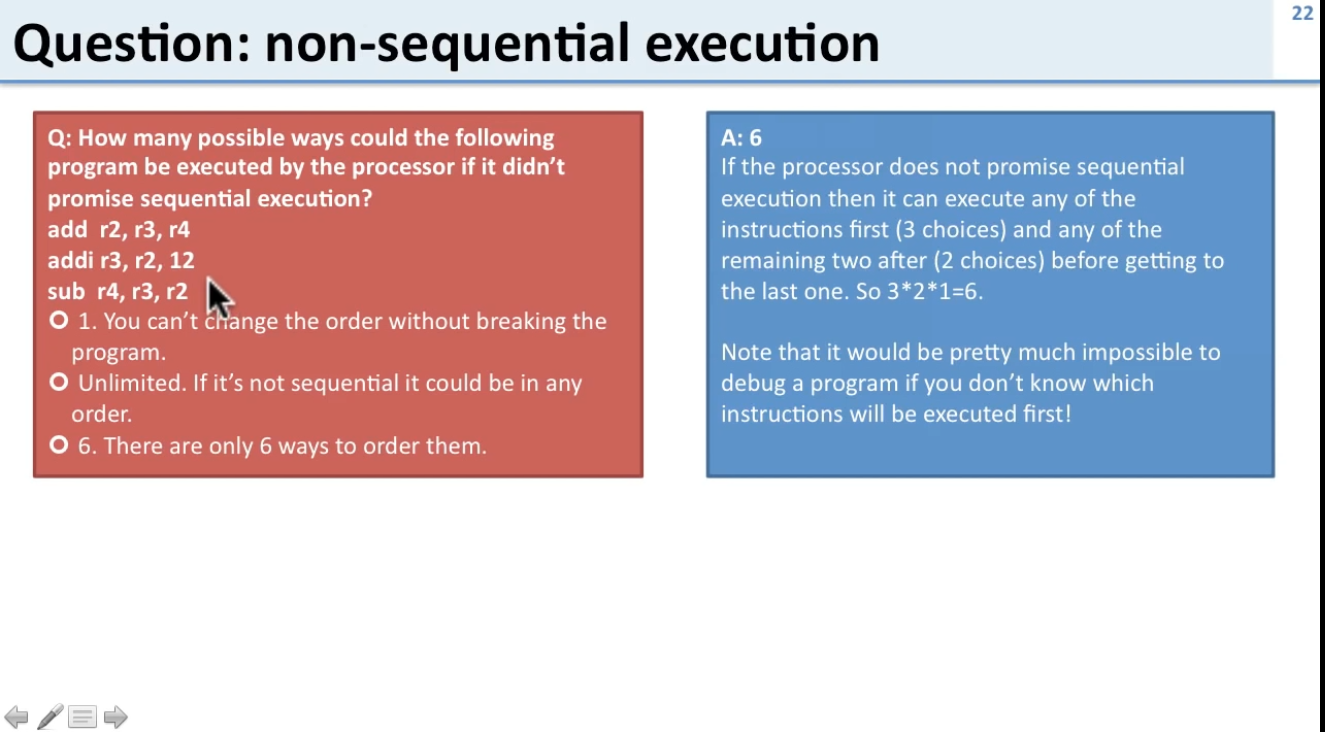 22
Question: non-sequential execution
Q: How many possible ways could the following
program be executed by the processor if it didn't
promise sequential execution?
add r2, r3, r4
addi r3, r2, 12
sub r4, r3, r2
1. You can't change the order without breaking the
program.
Unlimited. If it's not sequential it could be in any
order.
6. There are only 6 ways to order them.
A: 6
If the processor does not promise sequential
execution then it can execute any of the
instructions first (3 choices) and any of the
remaining two after (2 choices) before getting to
the last one. So 3*2*1=6.
Note that it would be pretty much impossible to
debug a program if you don't know which
instructions will be executed first!